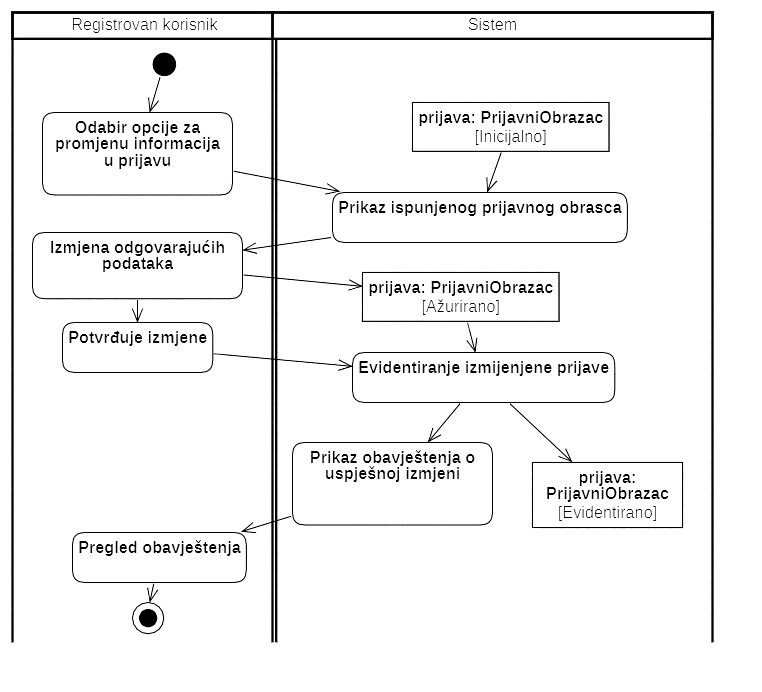 Registrovan korisnik
Sistem
Odabir opcije za
promjenu informacija
u prijavu
prijava: PrijavniObrazac
[Inicijalno]
Prikaz ispunjenog prijavnog obrasca
Izmjena odgovarajućih
podataka
prijava: PrijavniObrazac
[Ažurirano]
Potvrđuje izmjene
Evidentiranje izmijenjene prijave
Prikaz obavještenja o
uspješnoj izmjeni
prijava:
PrijavniObrazac
[Evidentirano]
Pregled obavještenja